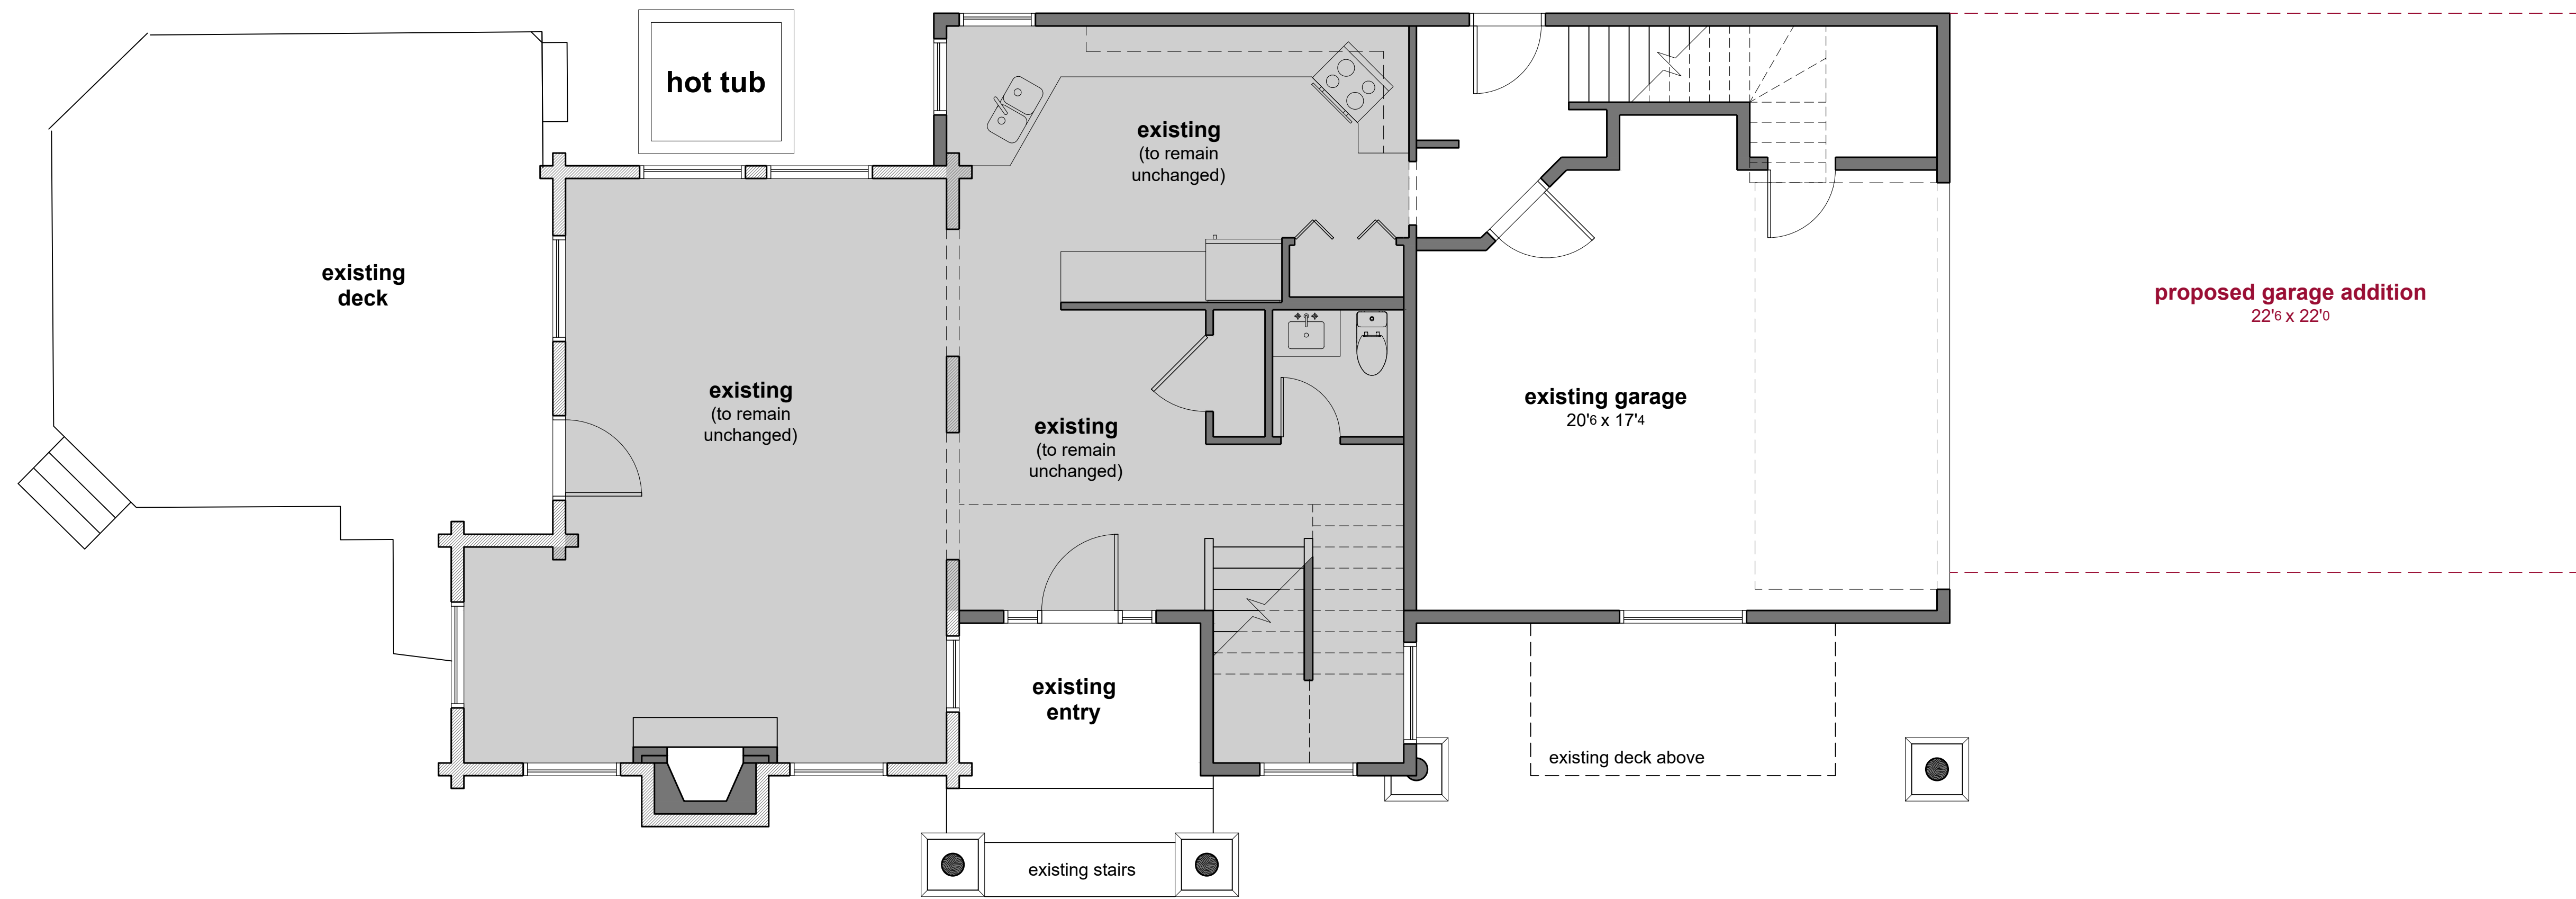 hot tub
existing
(to remain
unchanged)
existing
deck
proposed garage addition
22'6 x 22'0
existing
(to remain
unchanged)
existing garage
20'6 x 17'4
existing
(to remain
unchanged)
existing
entry
existing deck above
existing stairs